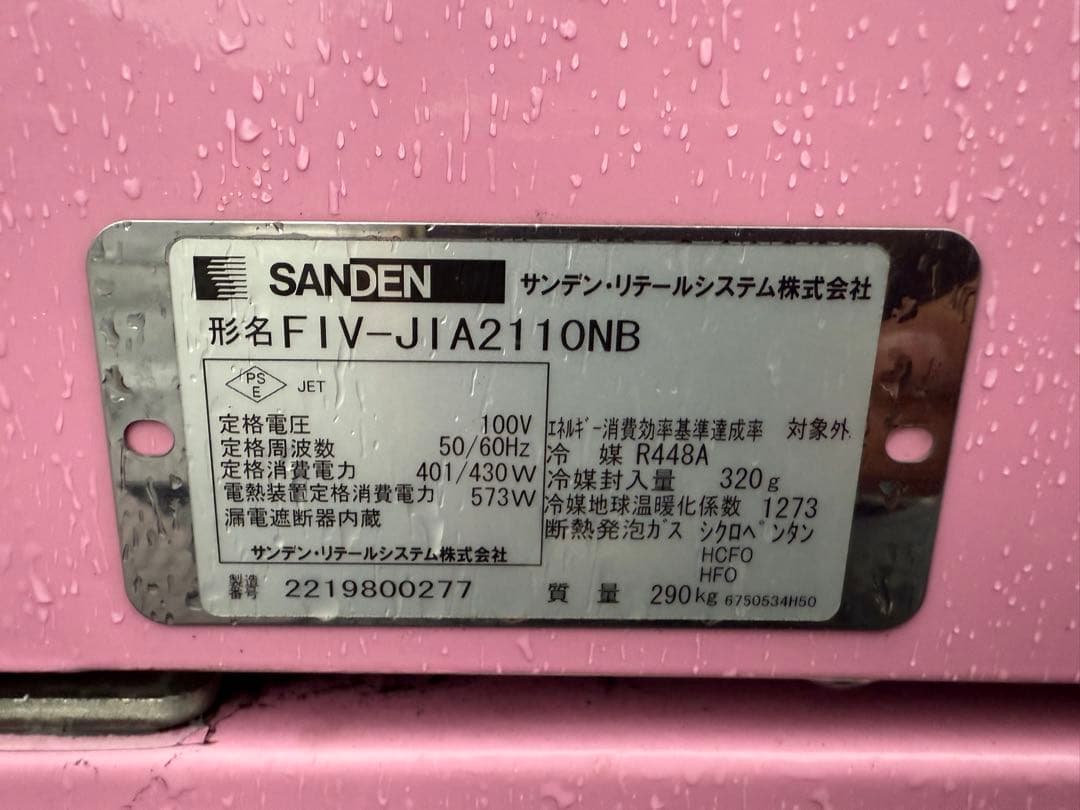 SANDEN サンデン・リテールシステム株式会社
形名 FIV-JIA2110NB
PSE JET
定格電圧 100V
定格周波数 50/60Hz
定格消費電力 401/430W
電熱装置定格消費電力 573W
漏電遮断器内蔵
サンデン・リテールシステム株式会社
エネルギー消費効率基準達成率 対象外
冷媒 R448A
冷媒封入量 320g
冷媒地球温暖化係数 1273
断熱発泡ガス シクロペンタン
HCFO
HFO
製造番号 2219800277
質量 290kg 6750534H50